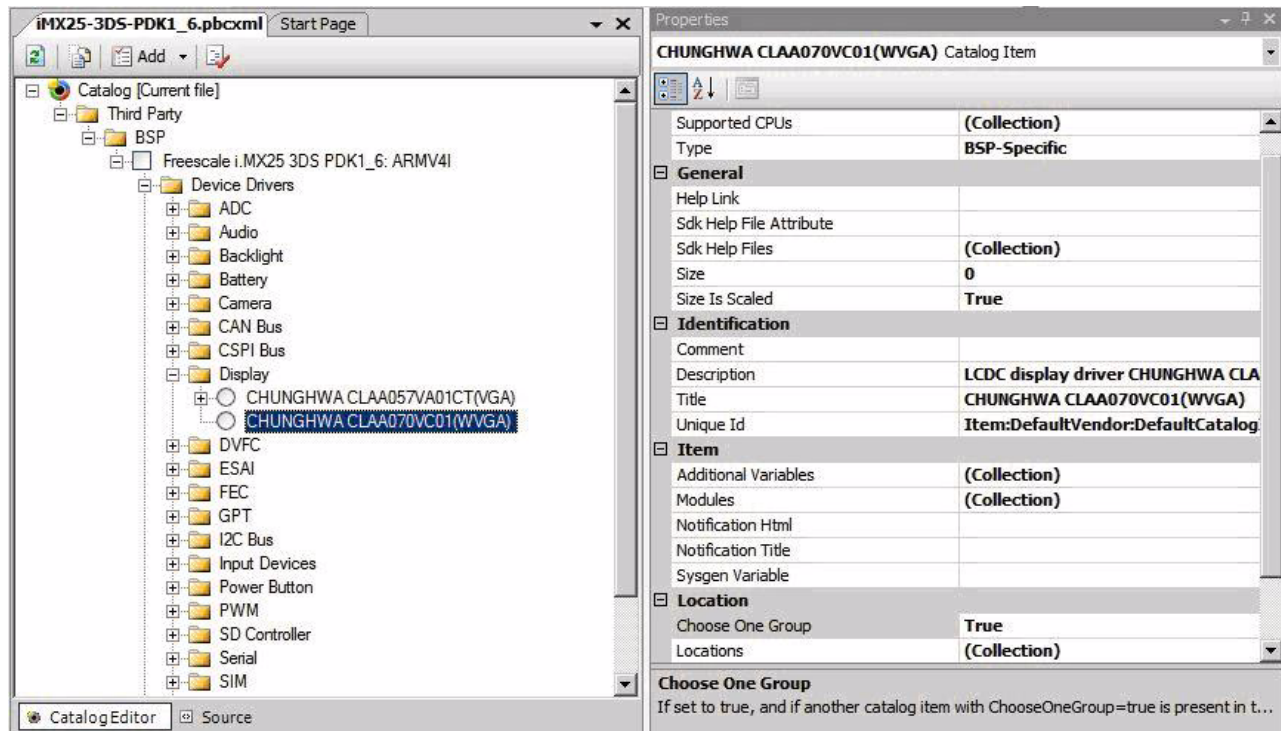 iMX25-3DS-PDK1_6.pbcxml Start Page
Add
Catalog [Current file]
Third Party
BSP
Freescale i.MX25 3DS PDK1_6: ARMV4I
Device Drivers
ADC
Audio
Backlight
Battery
Camera
CAN Bus
CSPI Bus
Display
CHUNGHWA CLAA057VA01CT(VGA)
CHUNGHWA CLAA070VC01(WVGA)
DVFC
ESAI
FEC
GPT
I2C Bus
Input Devices
Power Button
PWM
SD Controller
Serial
SIM
CatalogEditor Source
Properties
CHUNGHWA CLAA070VC01(WVGA) Catalog Item
Supported CPUs (Collection)
Type BSP-Specific
General
Help Link
Sdk Help File Attribute
Sdk Help Files (Collection)
Size 0
Size Is Scaled True
Identification
Comment
Description LCDC display driver CHUNGHWA CLA
Title CHUNGHWA CLAA070VC01(WVGA)
Unique Id Item:DefaultVendor:DefaultCatalog
Item
Additional Variables (Collection)
Modules (Collection)
Notification Html
Notification Title
Sysgen Variable
Location
Choose One Group True
Locations (Collection)
Choose One Group
If set to true, and if another catalog item with ChooseOneGroup=true is present in t...